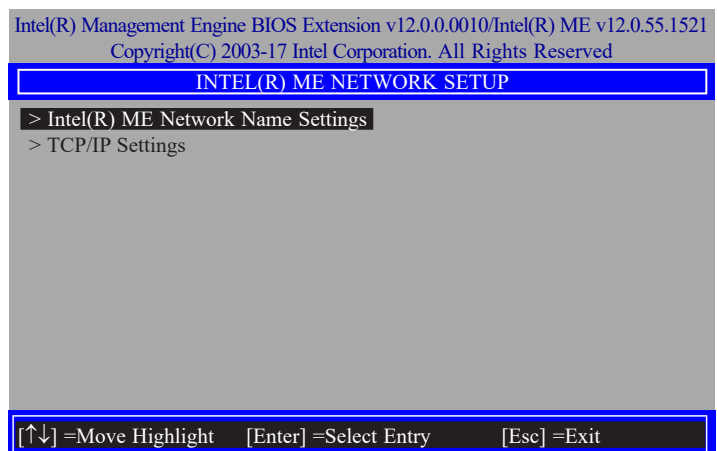 Intel(R) Management Engine BIOS Extension v12.0.0.0010/Intel(R) ME v12.0.55.1521
Copyright(C) 2003-17 Intel Corporation. All Rights Reserved
INTEL(R) ME NETWORK SETUP
> Intel(R) ME Network Name Settings
> TCP/IP Settings
[↑↓] =Move Highlight [Enter] =Select Entry [Esc] =Exit